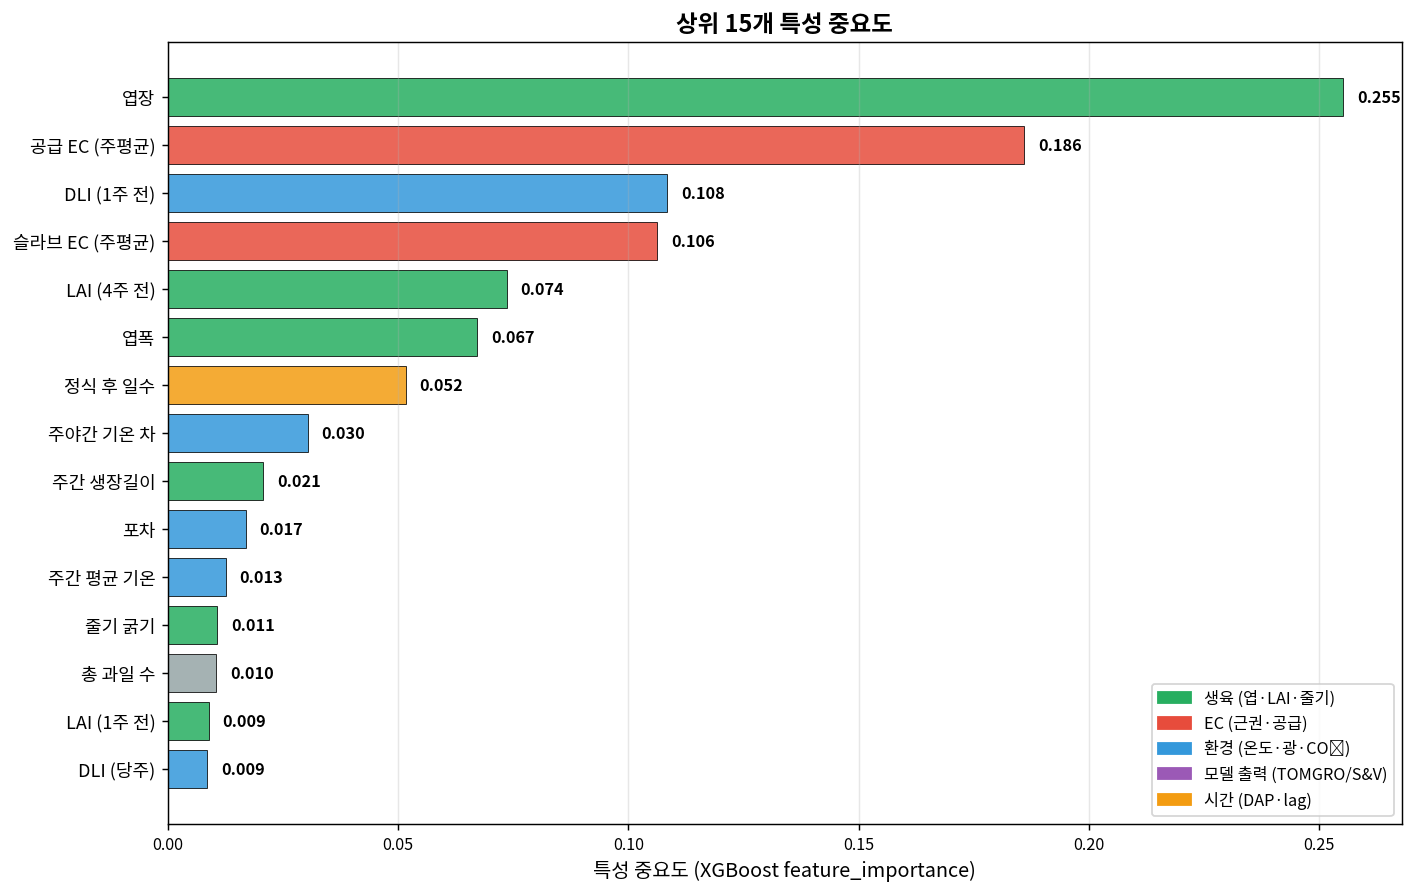 상위 15개 특성 중요도
엽장
0.255
공급 EC (주평균)
0.186
DLI (1주 전)
0.108
슬라브 EC (주평균)
0.106
LAI (4주 전)
0.074
엽폭
0.067
정식 후 일수
0.052
주야간 기온 차
0.030
주간 생장길이
0.021
포차
0.017
주간 평균 기온
0.013
줄기 굵기
0.011
총 과일 수
0.010
LAI (1주 전)
0.009
DLI (당주)
0.009
생육 (엽·LAI·줄기)
EC (근권·공급)
환경 (온도·광·CO▯)
모델 출력 (TOMGRO/S&V)
시간 (DAP·lag)
0.00 0.05 0.10 0.15 0.20 0.25
특성 중요도 (XGBoost feature_importance)